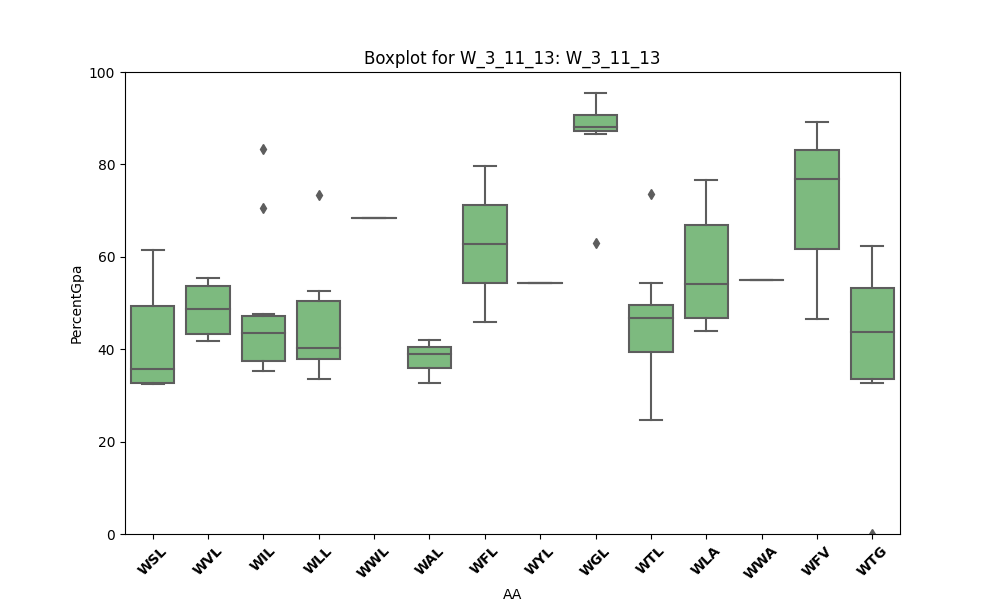 Boxplot for W_3_11_13: W_3_11_13
PercentGpa
100
80
60
40
20
0
WSL WVL WIL WLL WWL WAL WFL WYL WGL WTL WLA WWA WFV WTG
AA